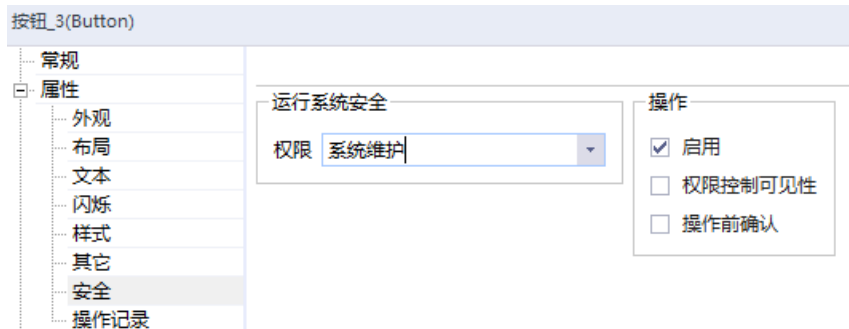 按钮_3(Button)
常规
属性
外观
布局
文本
闪烁
样式
其它
安全
操作记录
运行系统安全
权限 系统维护
操作
启用
权限控制可见性
操作前确认